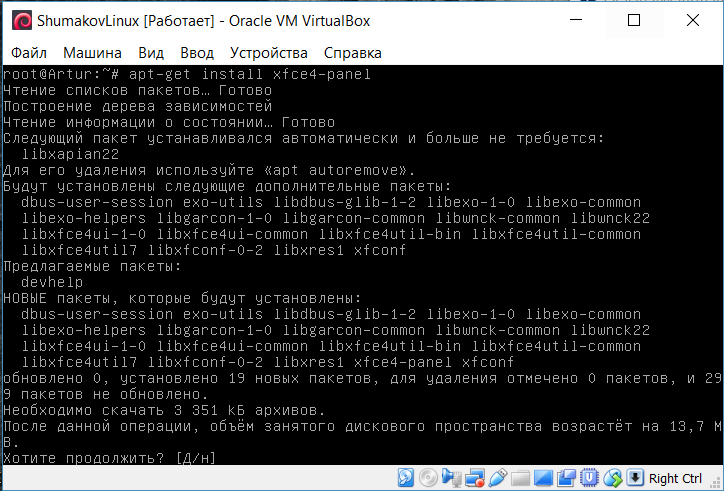 ShumakovLinux [Работает] - Oracle VM VirtualBox
Файл Машина Вид Ввод Устройства Справка
root@Artur:~# apt-get install xfce4-panel
Чтение списков пакетов… Готово
Построение дерева зависимостей
Чтение информации о состоянии… Готово
Следующий пакет устанавливался автоматически и больше не требуется:
libxapian22
Для его удаления используйте «apt autoremove».
Будут установлены следующие дополнительные пакеты:
dbus-user-session exo-utils libdbus-glib-1-2 libexo-1-0 libexo-common
libexo-helpers libgarcon-1-0 libgarcon-common libwnck-common libwnck22
libxfce4ui-1-0 libxfce4ui-common libxfce4util-bin libxfce4util-common
libxfce4util7 libxfconf-0-2 libxres1 xfconf
Предлагаемые пакеты:
devhelp
НОВЫЕ пакеты, которые будут установлены:
dbus-user-session exo-utils libdbus-glib-1-2 libexo-1-0 libexo-common
libexo-helpers libgarcon-1-0 libgarcon-common libwnck-common libwnck22
libxfce4ui-1-0 libxfce4ui-common libxfce4util-bin libxfce4util-common
libxfce4util7 libxfconf-0-2 libxres1 xfce4-panel xfconf
обновлено 0, установлено 19 новых пакетов, для удаления отмечено 0 пакетов, и 29
9 пакетов не обновлено.
Необходимо скачать 3 351 kБ архивов.
После данной операции, объём занятого дискового пространства возрастёт на 13,7 M
B.
Хотите продолжить? [Д/н]
Right Ctrl